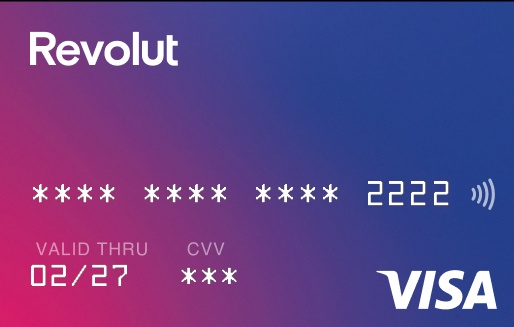 Revolut
**** **** **** 2222
VALID THRU CVV
02/27 ***
VISA